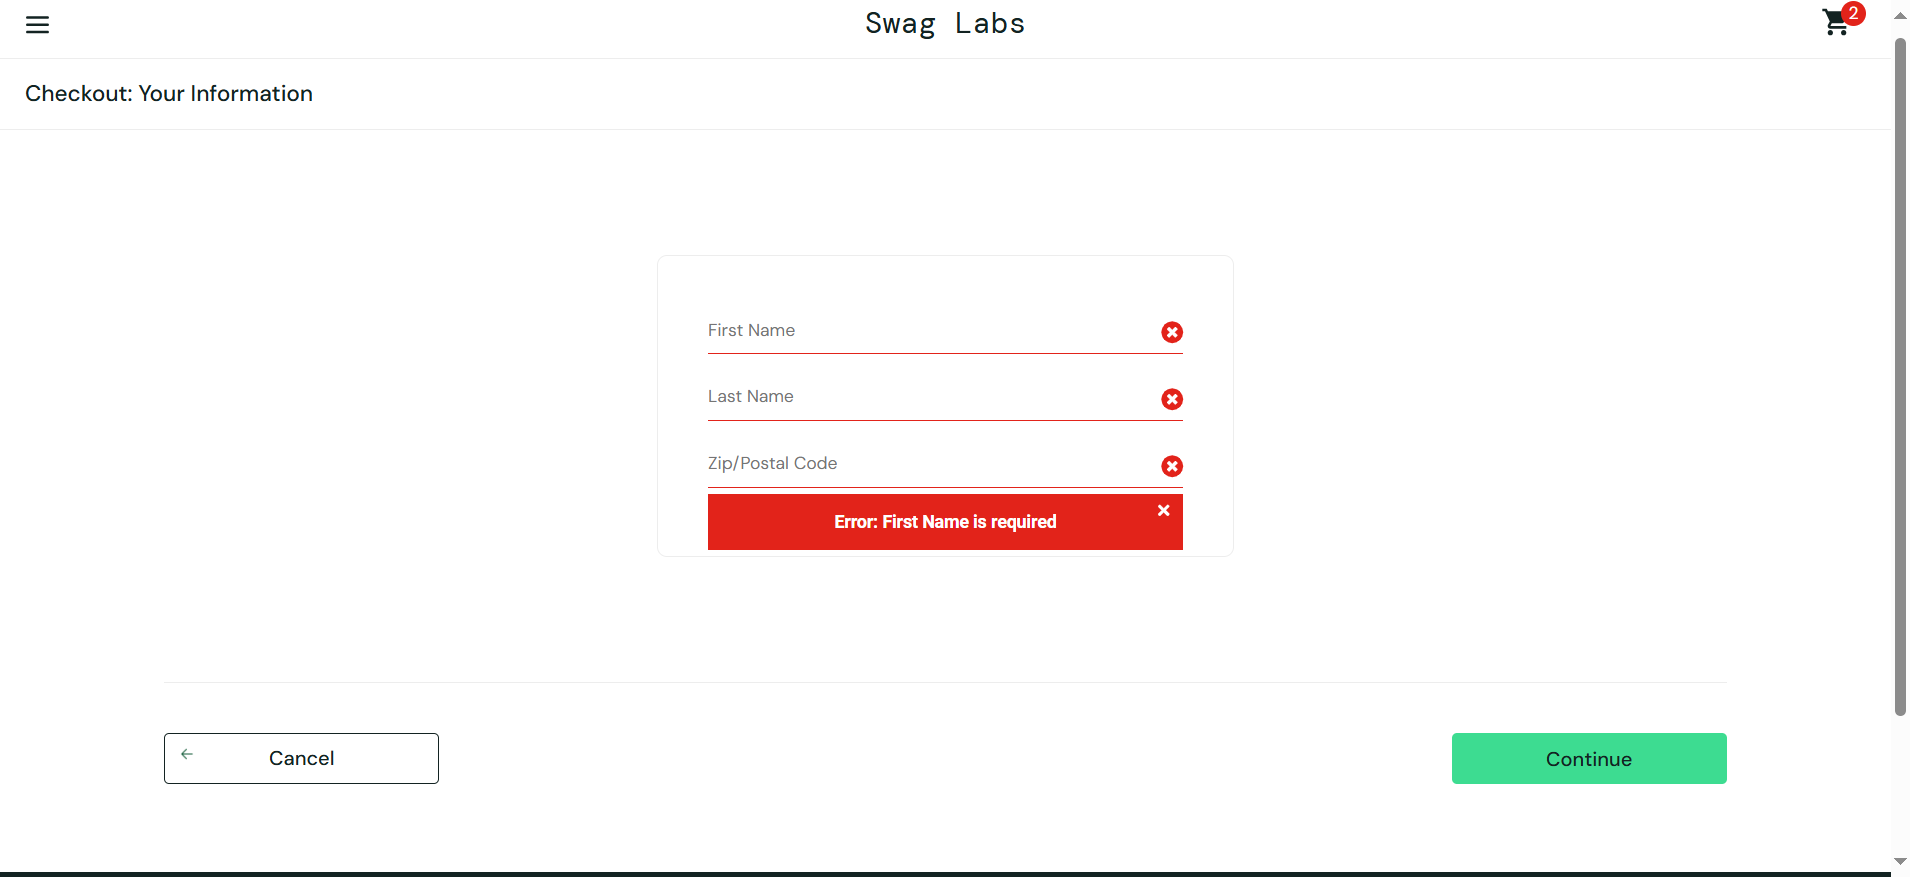 Swag Labs
2
Checkout: Your Information
First Name
Last Name
Zip/Postal Code
Error: First Name is required
Cancel
Continue